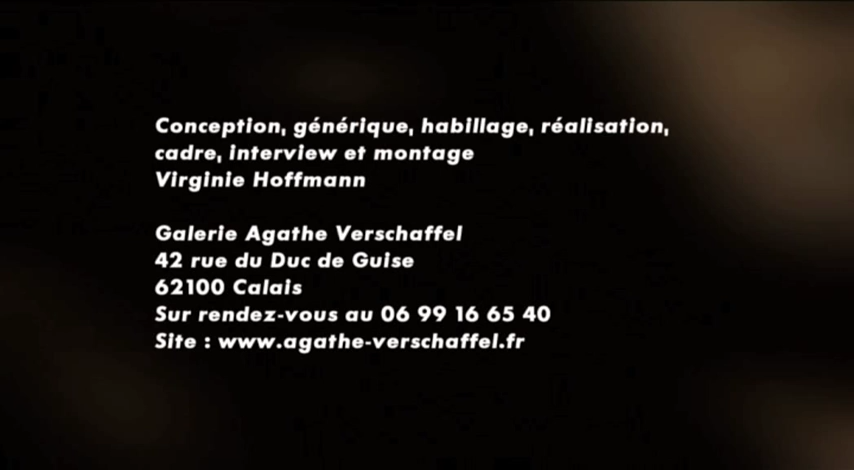 Conception, générique, habillage, réalisation,
cadre, interview et montage
Virginie Hoffmann
Galerie Agathe Verschaffel
42 rue du Duc de Guise
62100 Calais
Sur rendez-vous au 06 99 16 65 40
Site : www.agathe-verschaffel.fr